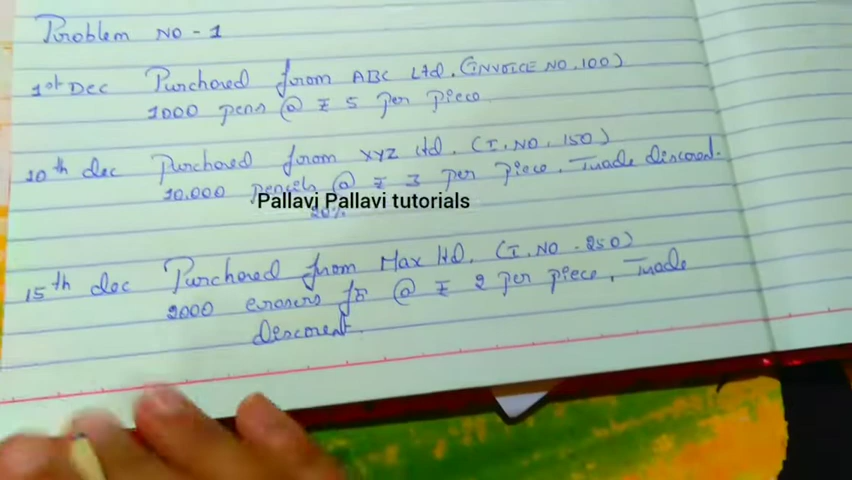 Problem NO - 1
1st Dec Purchased from ABC Ltd. (INVOICE NO. 100)
1000 pens @ ₹ 5 per piece
10th dec Purchased from XYZ Ltd. (I. NO. 150)
10.000 pencils @ ₹ 3 per piece, Trade discount.
20%
Pallavi Pallavi tutorials
15th dec Purchased from Max Ltd. (I. NO - 250)
2000 erasers @ ₹ 2 per piece, Trade
discount.